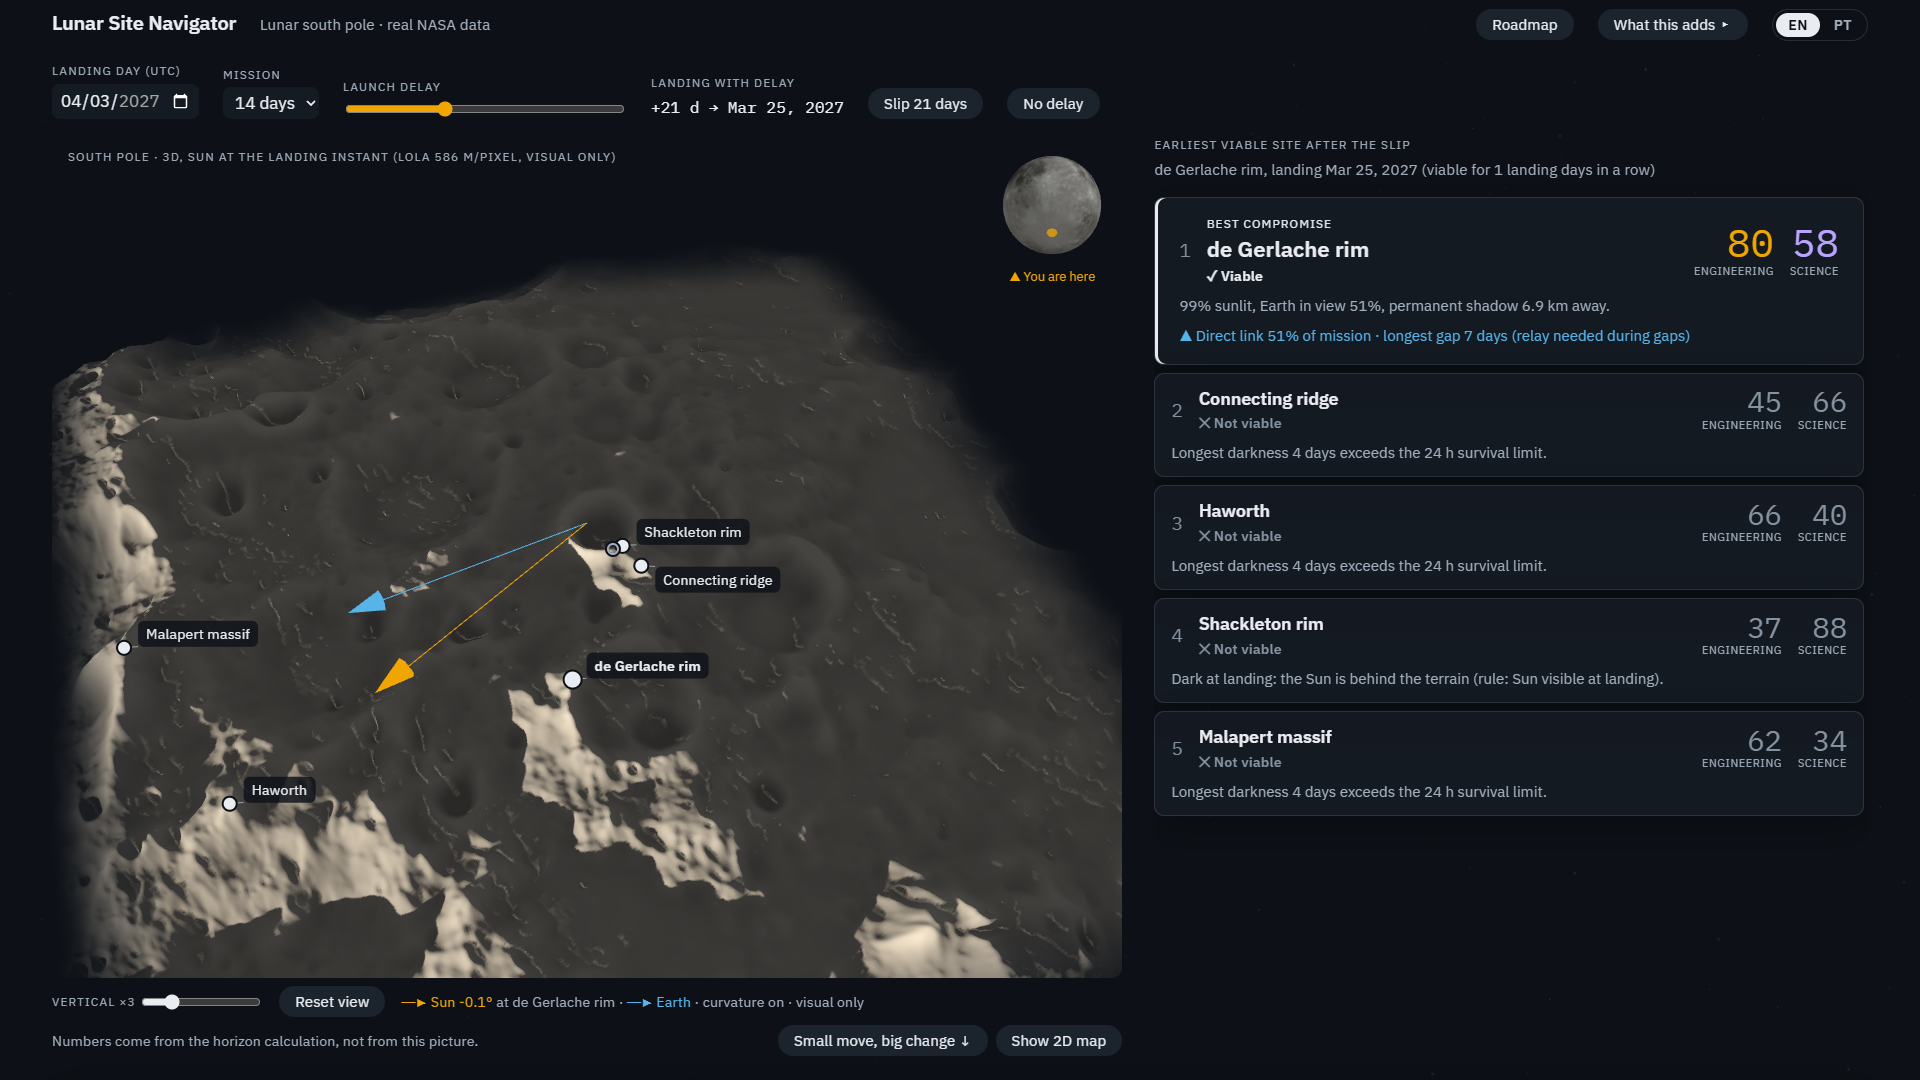 Lunar Site Navigator
Lunar south pole · real NASA data
Roadmap
What this adds ▸
EN
PT
LANDING DAY (UTC)
04/03/2027
MISSION
14 days
LAUNCH DELAY
LANDING WITH DELAY
+21 d → Mar 25, 2027
Slip 21 days
No delay
SOUTH POLE · 3D, SUN AT THE LANDING INSTANT (LOLA 586 M/PIXEL, VISUAL ONLY)
▲ You are here
Shackleton rim
Connecting ridge
Malapert massif
de Gerlache rim
Haworth
VERTICAL ×3
Reset view
Sun -0.1° at de Gerlache rim · Earth · curvature on · visual only
Numbers come from the horizon calculation, not from this picture.
Small move, big change ↓
Show 2D map
EARLIEST VIABLE SITE AFTER THE SLIP
de Gerlache rim, landing Mar 25, 2027 (viable for 1 landing days in a row)
BEST COMPROMISE
1
de Gerlache rim
✓ Viable
80
ENGINEERING
58
SCIENCE
99% sunlit, Earth in view 51%, permanent shadow 6.9 km away.
▲ Direct link 51% of mission · longest gap 7 days (relay needed during gaps)
2
Connecting ridge
✕ Not viable
45
ENGINEERING
66
SCIENCE
Longest darkness 4 days exceeds the 24 h survival limit.
3
Haworth
✕ Not viable
66
ENGINEERING
40
SCIENCE
Longest darkness 4 days exceeds the 24 h survival limit.
4
Shackleton rim
✕ Not viable
37
ENGINEERING
88
SCIENCE
Dark at landing: the Sun is behind the terrain (rule: Sun visible at landing).
5
Malapert massif
✕ Not viable
62
ENGINEERING
34
SCIENCE
Longest darkness 4 days exceeds the 24 h survival limit.